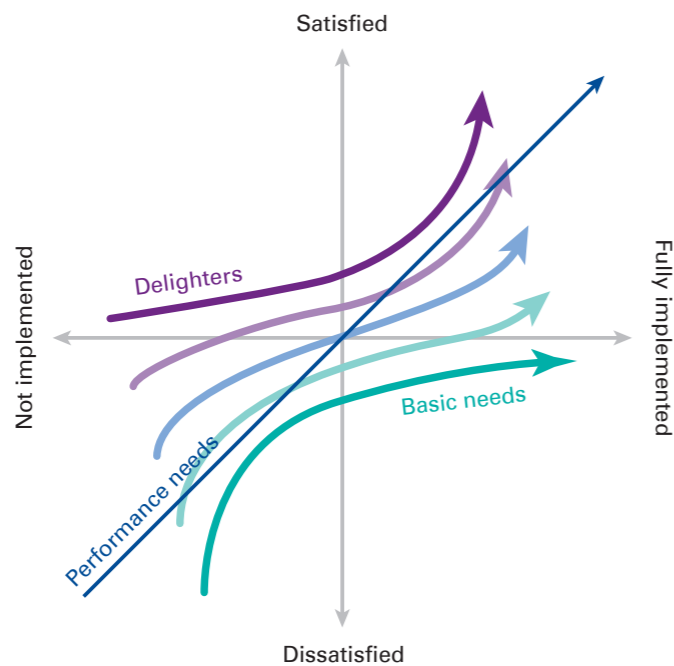 Satisfied
Delighters
Not implemented
Fully implemented
Basic needs
Performance needs
Dissatisfied